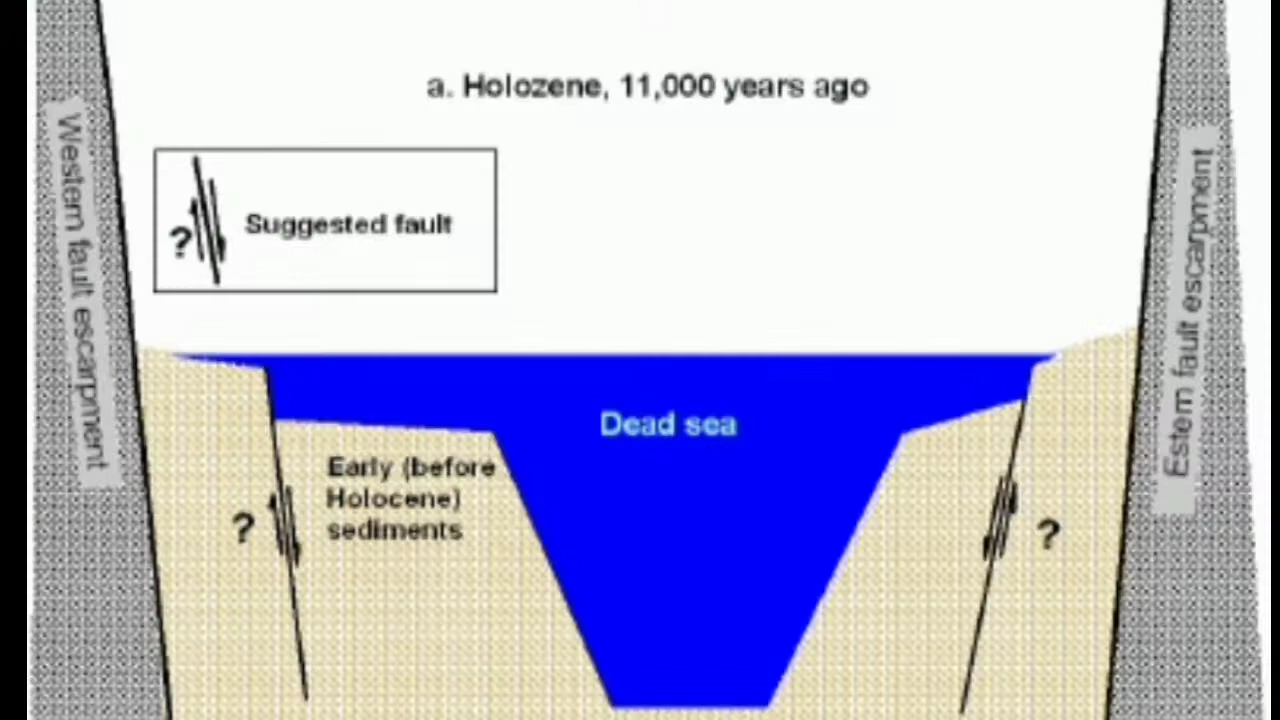 a. Holozene, 11,000 years ago
Western fault escarpment
Estern fault escarpment
? Suggested fault
Dead sea
Early (before
Holocene)
sediments
?
?